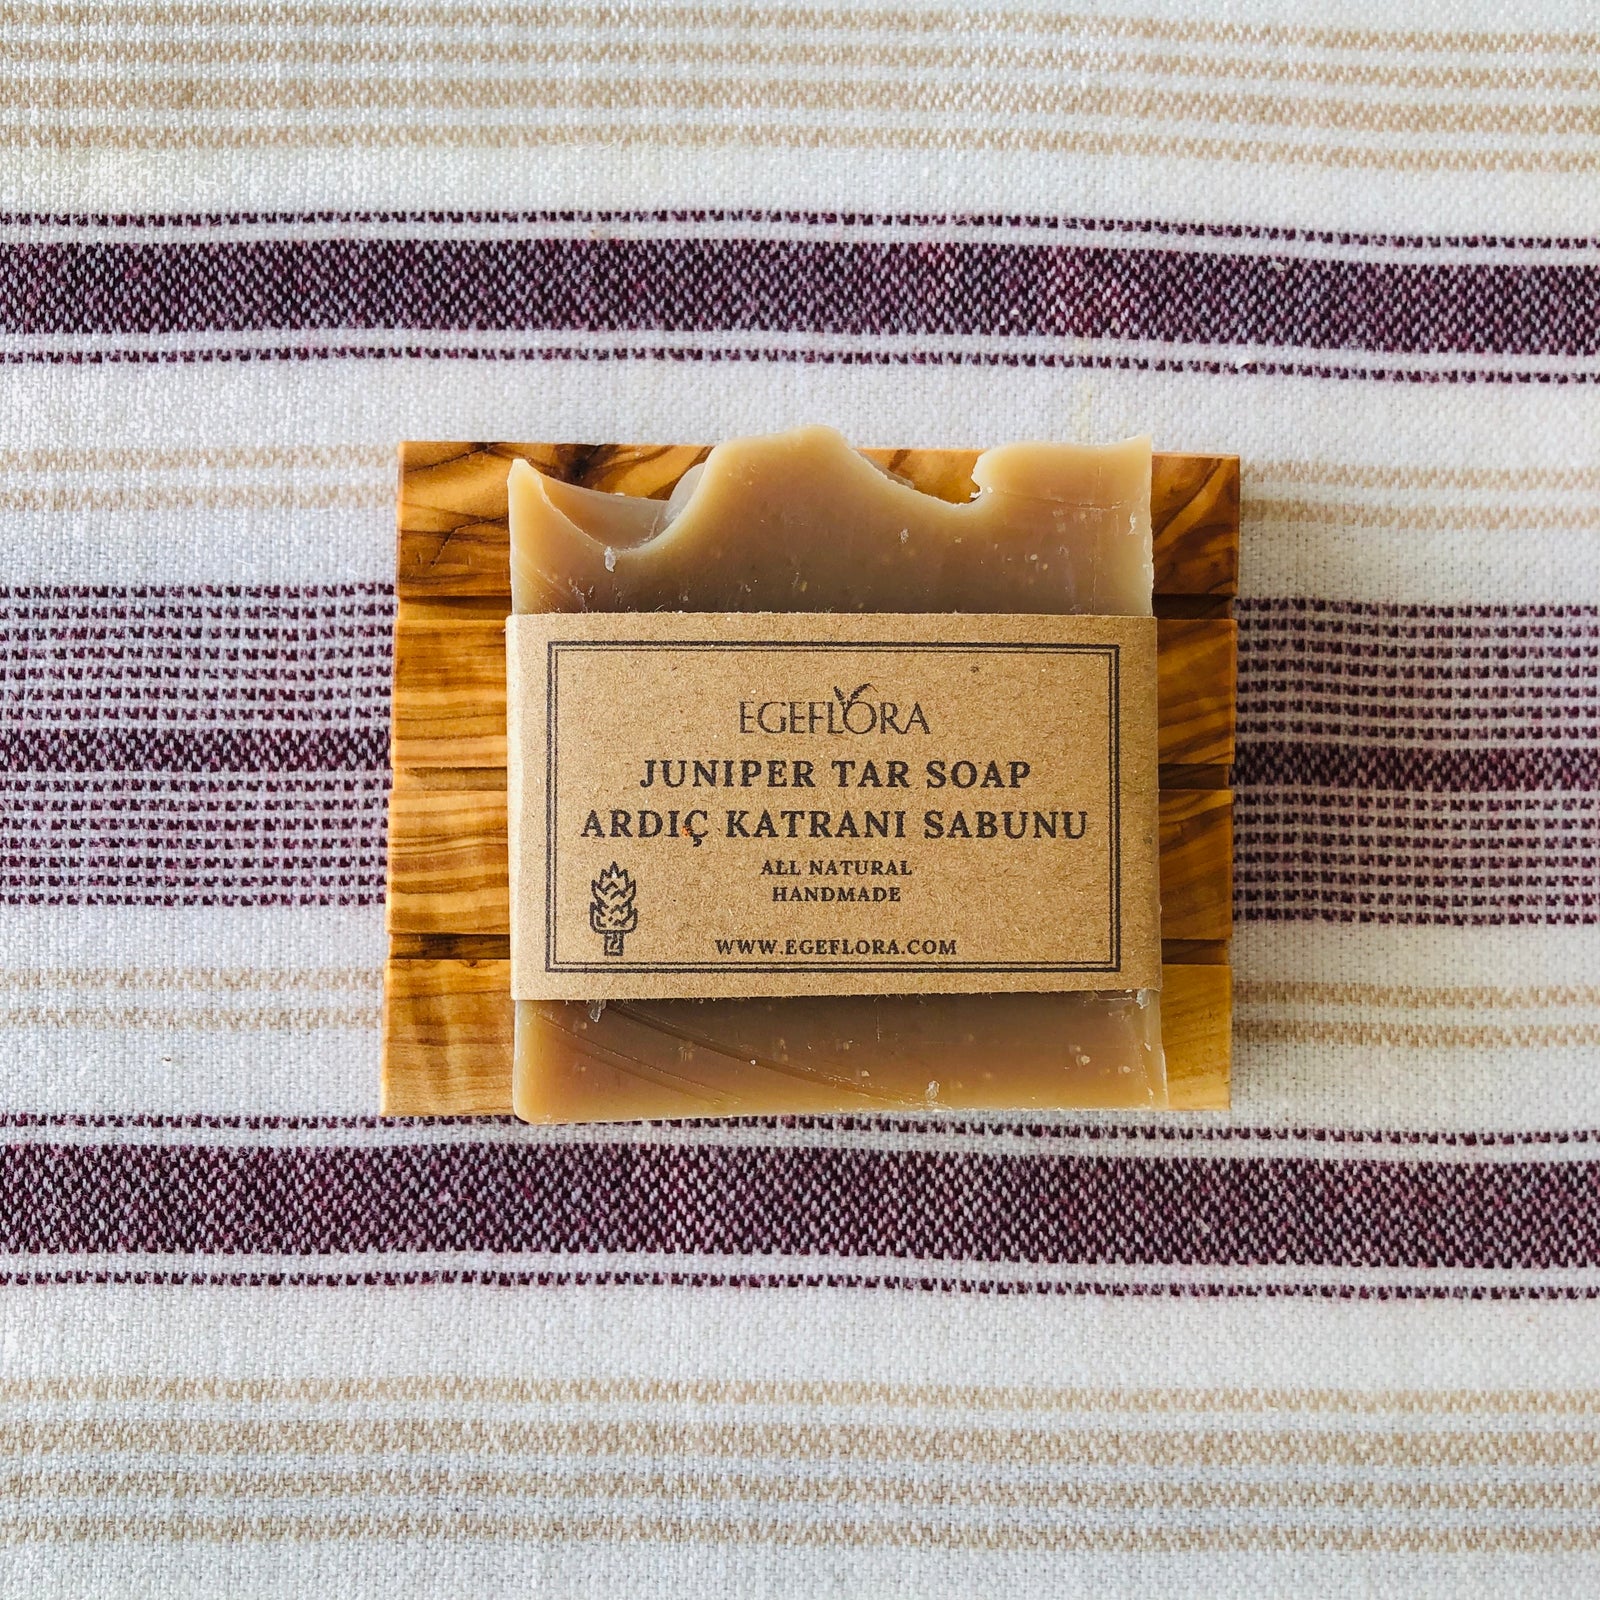 EGEFLORA
JUNIPER TAR SOAP
ARDIÇ KATRANI SABUNU
ALL NATURAL
HANDMADE
WWW.EGEFLORA.COM